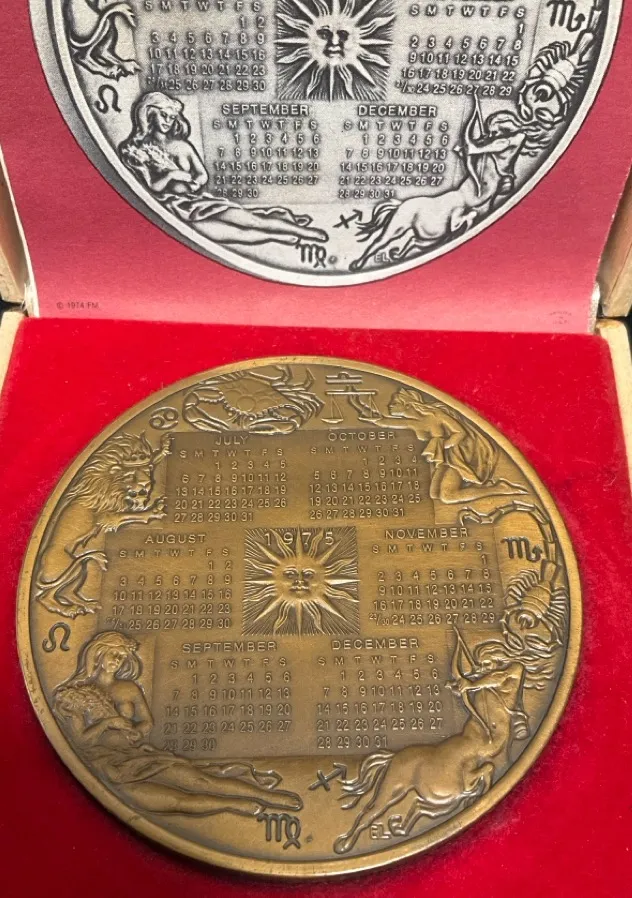 S M T W T F S
1 2
3 4 5 6 7 8 9
10 11 12 13 14 15 16
17 18 19 20 21 22 23
24/31 25 26 27 28 29 30
S M T W T F S
1
2 3 4 5 6 7 8
9 10 11 12 13 14 15
16 17 18 19 20 21 22
23/30 24 25 26 27 28 29
♏
♌
SEPTEMBER
S M T W T F S
1 2 3 4 5 6
7 8 9 10 11 12 13
14 15 16 17 18 19 20
21 22 23 24 25 26 27
28 29 30
DECEMBER
S M T W T F S
1 2 3 4 5 6
7 8 9 10 11 12 13
14 15 16 17 18 19 20
21 22 23 24 25 26 27
28 29 30 31
♐
♍
EL
© 1974 FM
♋
♎
JULY
S M T W T F S
1 2 3 4 5
6 7 8 9 10 11 12
13 14 15 16 17 18 19
20 21 22 23 24 25 26
27 28 29 30 31
OCTOBER
S M T W T F S
1 2 3 4
5 6 7 8 9 10 11
12 13 14 15 16 17 18
19 20 21 22 23 24 25
26 27 28 29 30 31
AUGUST
S M T W T F S
1 2
3 4 5 6 7 8 9
10 11 12 13 14 15 16
17 18 19 20 21 22 23
24/31 25 26 27 28 29 30
1975
NOVEMBER
S M T W T F S
1
2 3 4 5 6 7 8
9 10 11 12 13 14 15
16 17 18 19 20 21 22
23/30 24 25 26 27 28 29
♏
♌
SEPTEMBER
S M T W T F S
1 2 3 4 5 6
7 8 9 10 11 12 13
14 15 16 17 18 19 20
21 22 23 24 25 26 27
28 29 30
DECEMBER
S M T W T F S
1 2 3 4 5 6
7 8 9 10 11 12 13
14 15 16 17 18 19 20
21 22 23 24 25 26 27
28 29 30 31
♐
♍
EL